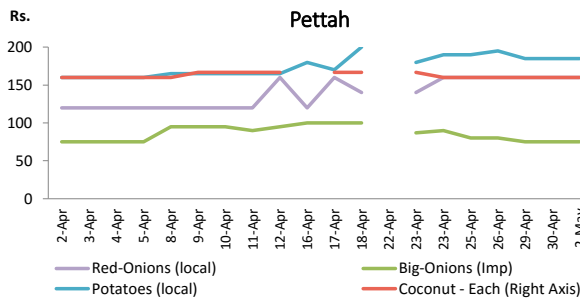 Rs.
Pettah
200
150
100
50
0
2-Apr
3-Apr
4-Apr
5-Apr
8-Apr
9-Apr
10-Apr
11-Apr
12-Apr
16-Apr
17-Apr
18-Apr
22-Apr
23-Apr
23-Apr
26-Apr
29-Apr
30-Apr
2-May
Red-Onions (local)
Big-Onions (Imp)
Potatoes (local)
Coconut - Each (Right Axis)